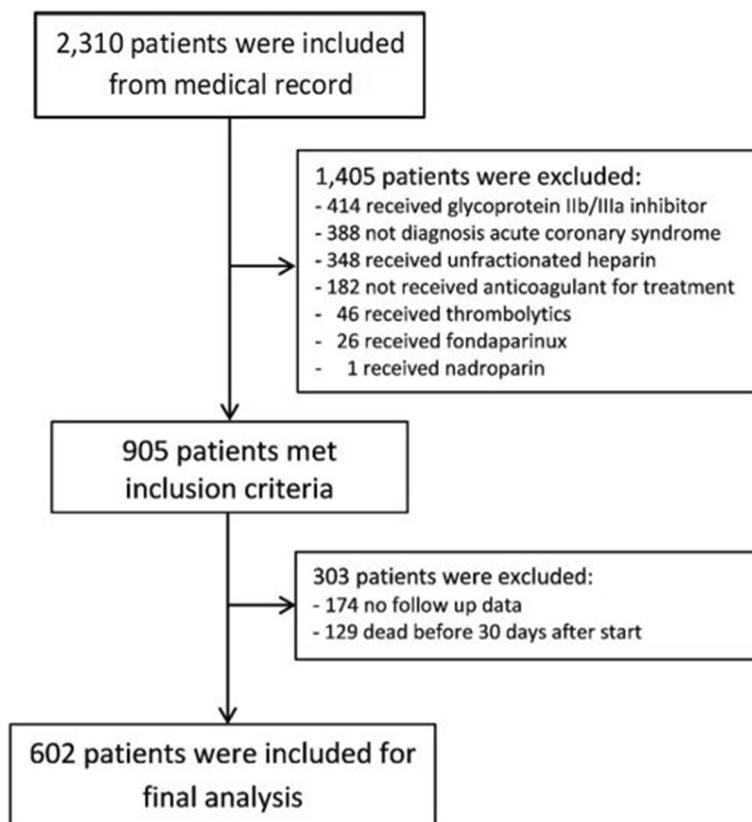 2,310 patients were included
from medical record
1,405 patients were excluded:
- 414 received glycoprotein IIb/IIIa inhibitor
- 388 not diagnosis acute coronary syndrome
- 348 received unfractionated heparin
- 182 not received anticoagulant for treatment
- 46 received thrombolytics
- 26 received fondaparinux
- 1 received nadroparin
905 patients met
inclusion criteria
303 patients were excluded:
- 174 no follow up data
- 129 dead before 30 days after start
602 patients were included for
final analysis